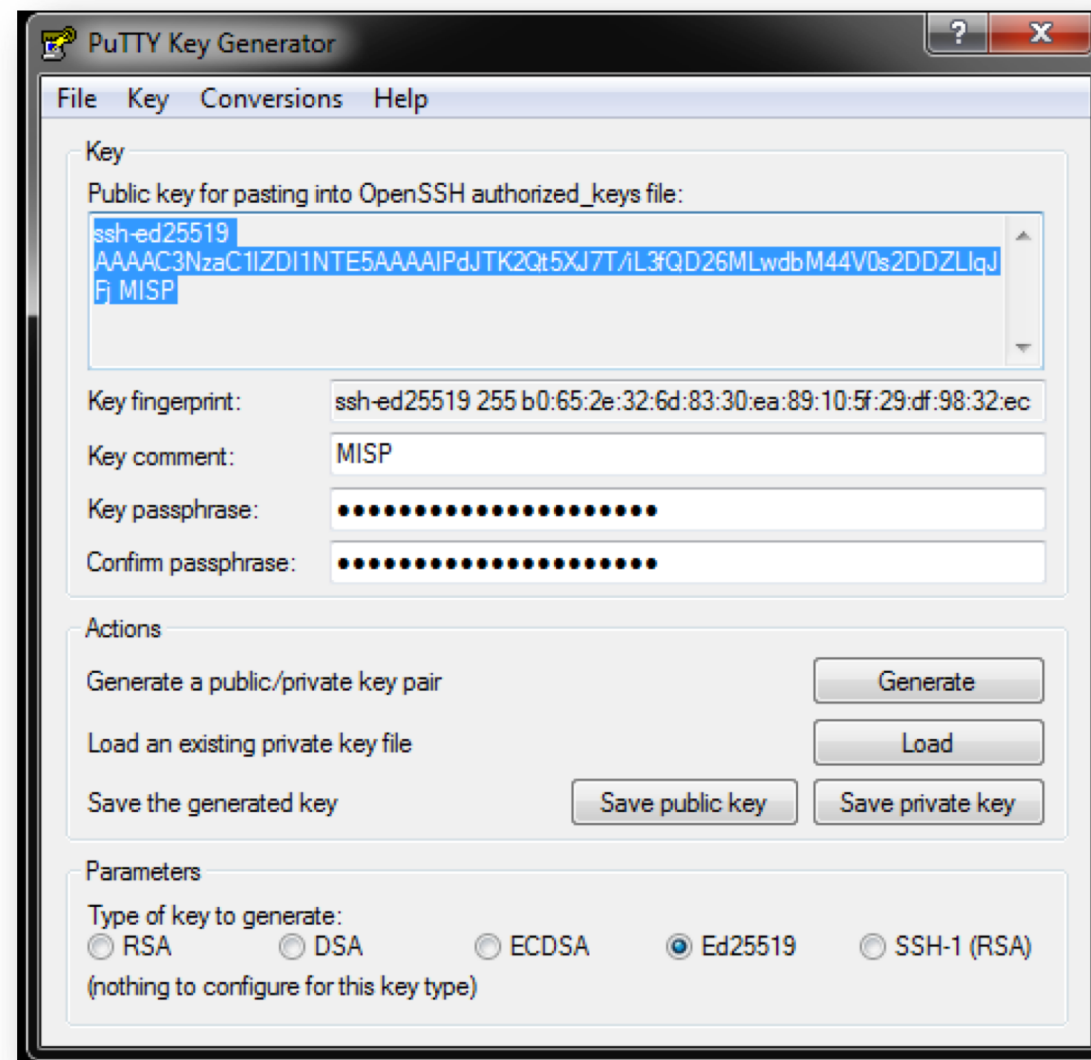 PuTTY Key Generator
?
x
File Key Conversions Help
Key
Public key for pasting into OpenSSH authorized_keys file:
ssh-ed25519
AAAAC3NzaC1lZDI1NTE5AAAAIPdJTK2Qt5XJ7T/iL3fQD26MLwdbM44V0s2DDZLIqJ
Fj MISP
Key fingerprint: ssh-ed25519 255 b0:65:2e:32:6d:83:30:ea:89:10:5f:29:df:98:32:ec
Key comment: MISP
Key passphrase: ●●●●●●●●●●●●●●●●●●●●●
Confirm passphrase: ●●●●●●●●●●●●●●●●●●●●●
Actions
Generate a public/private key pair Generate
Load an existing private key file Load
Save the generated key Save public key Save private key
Parameters
Type of key to generate:
RSA DSA ECDSA Ed25519 SSH-1 (RSA)
(nothing to configure for this key type)